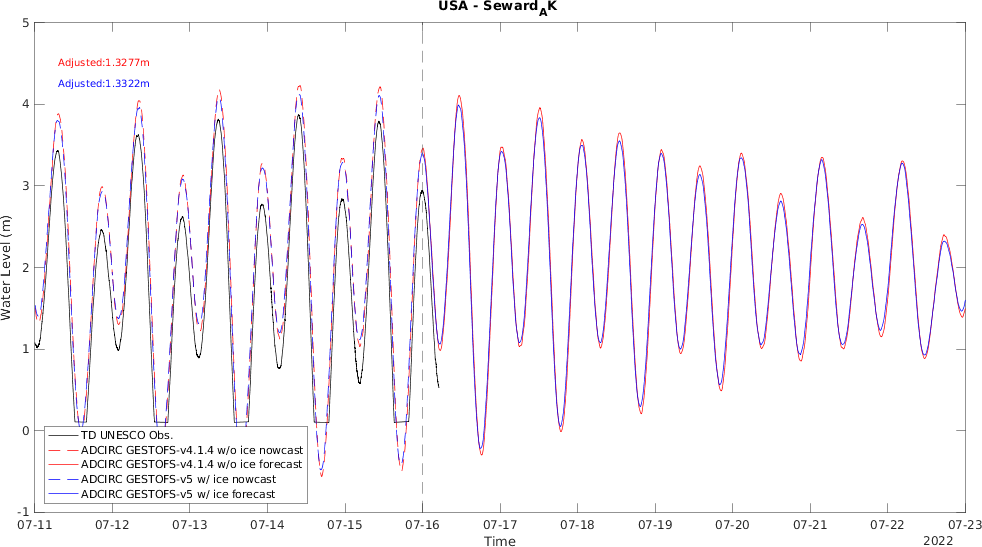 USA - Seward_AK
Adjusted:1.3277m
Adjusted:1.3322m
Water Level (m)
5
4
3
2
1
0
-1
TD UNESCO Obs.
ADCIRC GESTOFS-v4.1.4 w/o ice nowcast
ADCIRC GESTOFS-v4.1.4 w/o ice forecast
ADCIRC GESTOFS-v5 w/ ice nowcast
ADCIRC GESTOFS-v5 w/ ice forecast
07-11 07-12 07-13 07-14 07-15 07-16 07-17 07-18 07-19 07-20 07-21 07-22 07-23
Time
2022